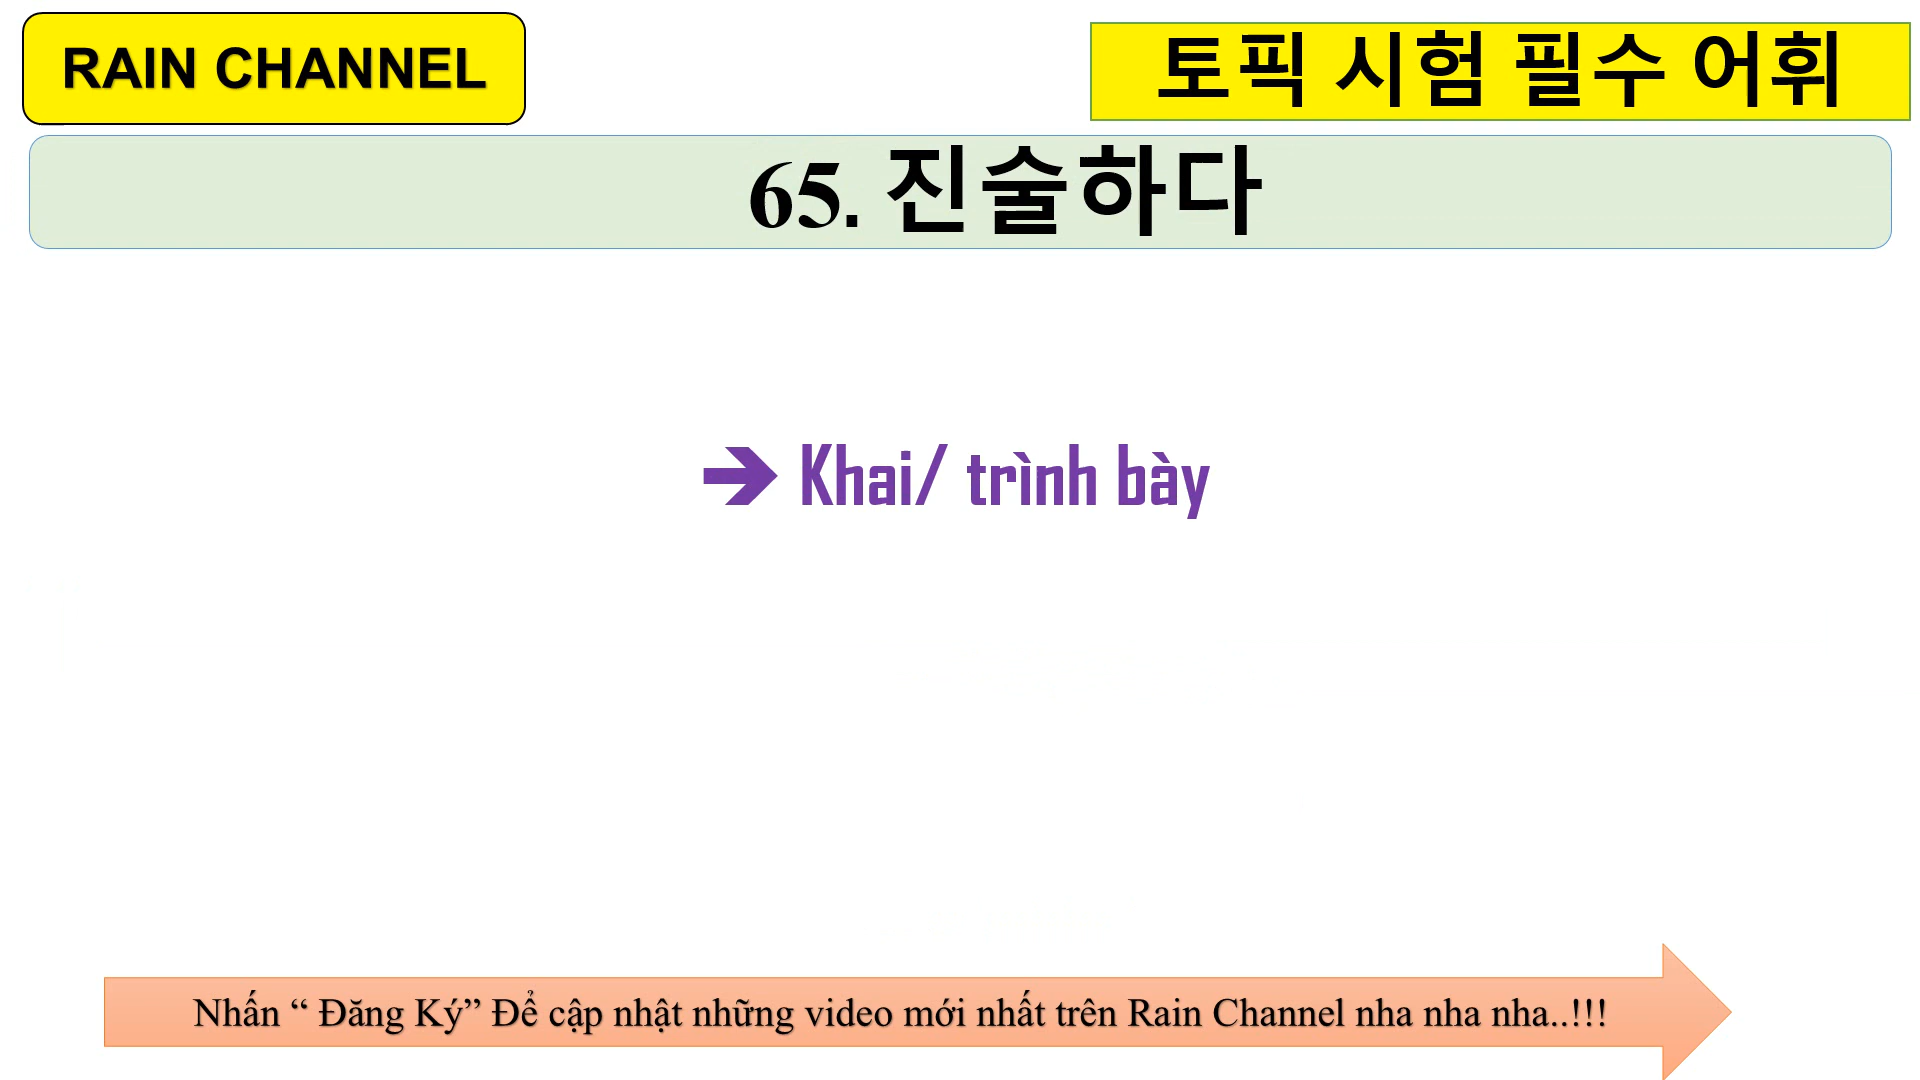 RAIN CHANNEL
토픽 시험 필수 어휘
65. 진술하다
➔ Khai/ trình bày
Nhấn “ Đăng Ký” Để cập nhật những video mới nhất trên Rain Channel nha nha nha..!!!